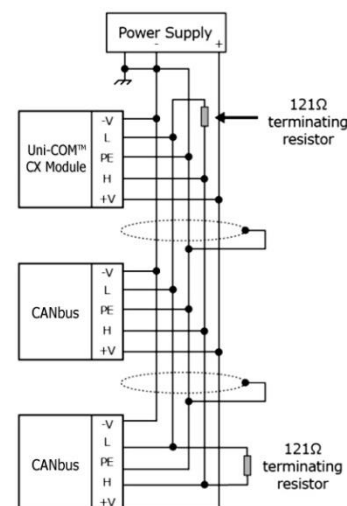 Power Supply
-
+
121Ω
terminating
resistor
Uni-COM™
CX Module
-V
L
PE
H
+V
CANbus
-V
L
PE
H
+V
CANbus
-V
L
PE
H
+V
121Ω
terminating
resistor